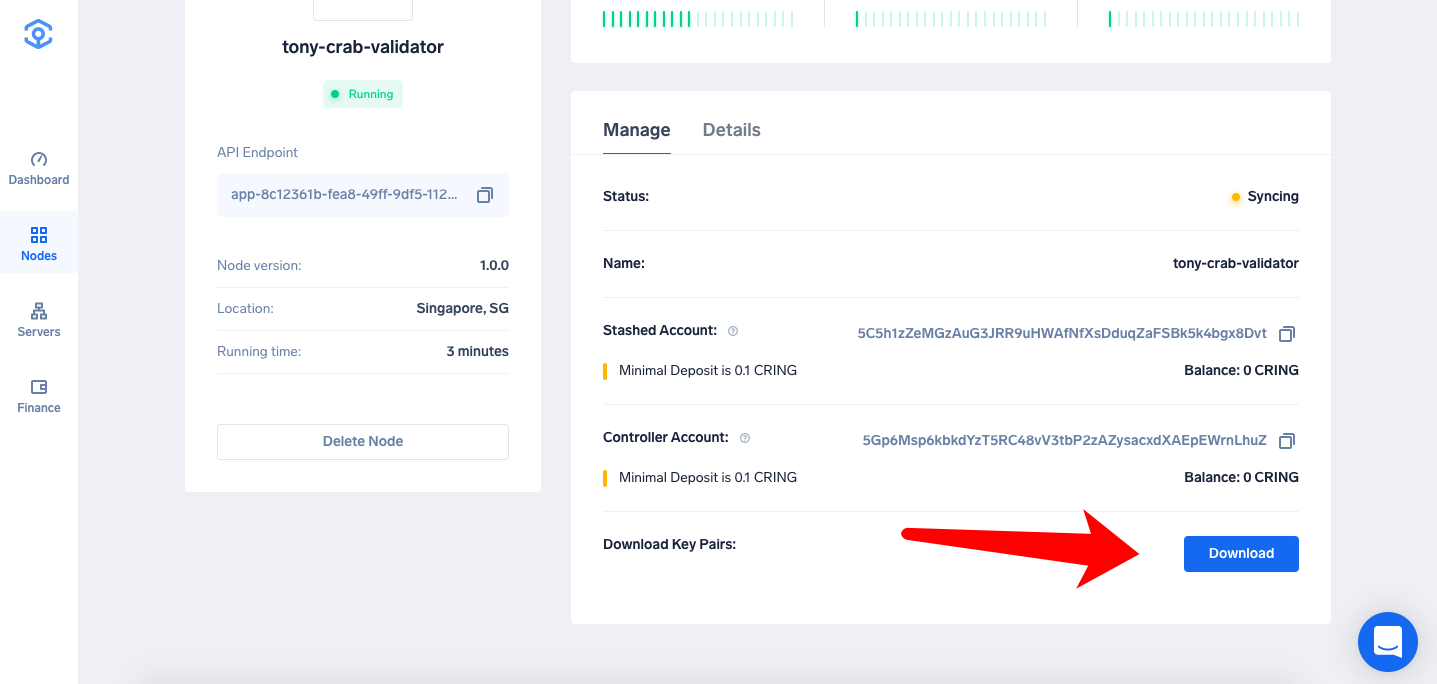 Dashboard
Nodes
Servers
Finance
tony-crab-validator
Running
API Endpoint
app-8c12361b-fea8-49ff-9df5-112...
Node version: 1.0.0
Location: Singapore, SG
Running time: 3 minutes
Delete Node
Manage Details
Status: Syncing
Name: tony-crab-validator
Stashed Account: 5C5h1zZeMGzAuG3JRR9uHWAfNfXsDduqZaFSBk5k4bgx8Dvt
Minimal Deposit is 0.1 CRING Balance: 0 CRING
Controller Account: 5Gp6Msp6kbkdYzT5RC48vV3tbP2zAZysacxdXAEpEWrnLhuZ
Minimal Deposit is 0.1 CRING Balance: 0 CRING
Download Key Pairs: Download